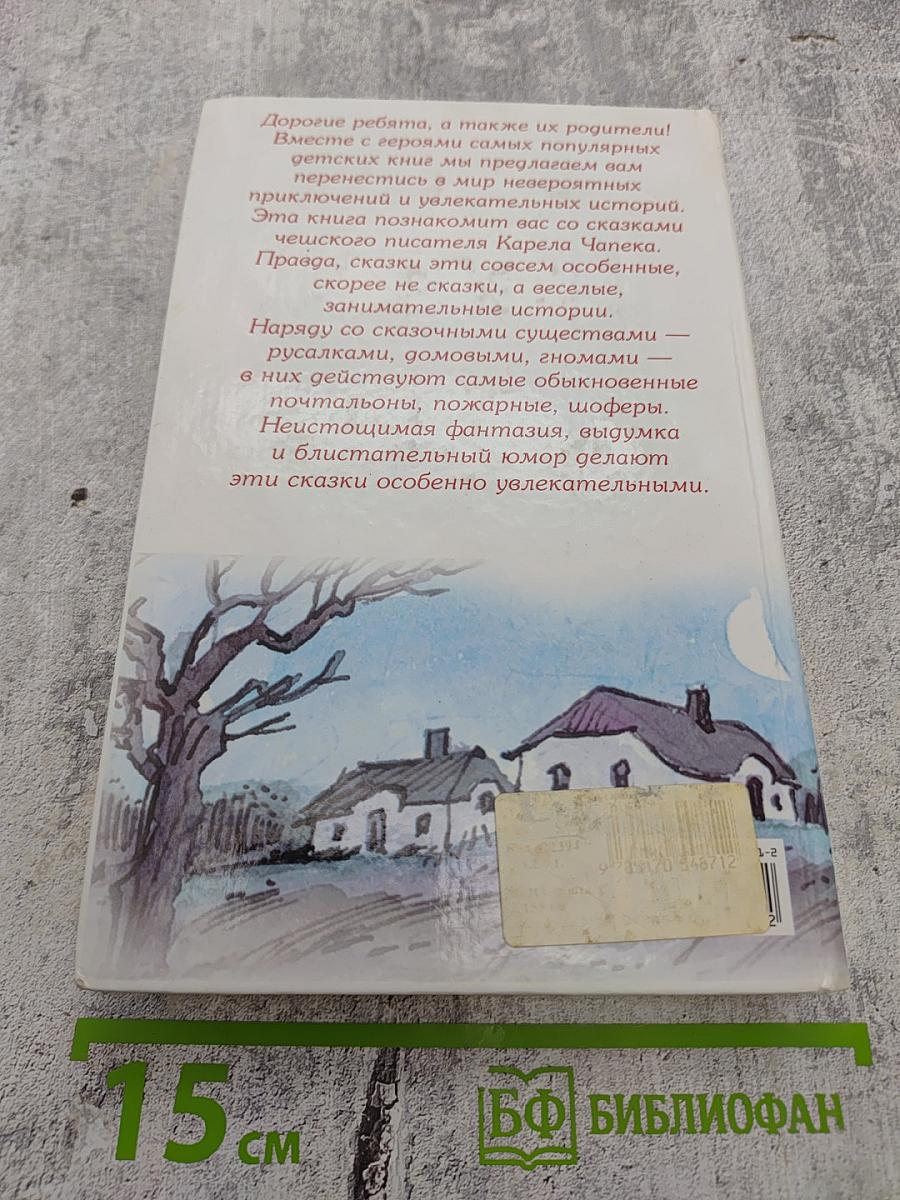 Дорогие ребята, а также их родители!
Вместе с героями самых популярных
детских книг мы предлагаем вам
перенестись в мир невероятных
приключений и увлекательных историй.
Эта книга познакомит вас со сказками
чешского писателя Карела Чапека.
Правда, сказки эти совсем особенные,
скорее не сказки, а веселые,
занимательные истории.
Наряду со сказочными существами —
русалками, домовыми, гномами —
в них действуют самые обыкновенные
почтальоны, пожарные, шоферы.
Неистощимая фантазия, выдумка
и блистательный юмор делают
эти сказки особенно увлекательными.
1-2
15 см
БФ БИБЛИОФАН